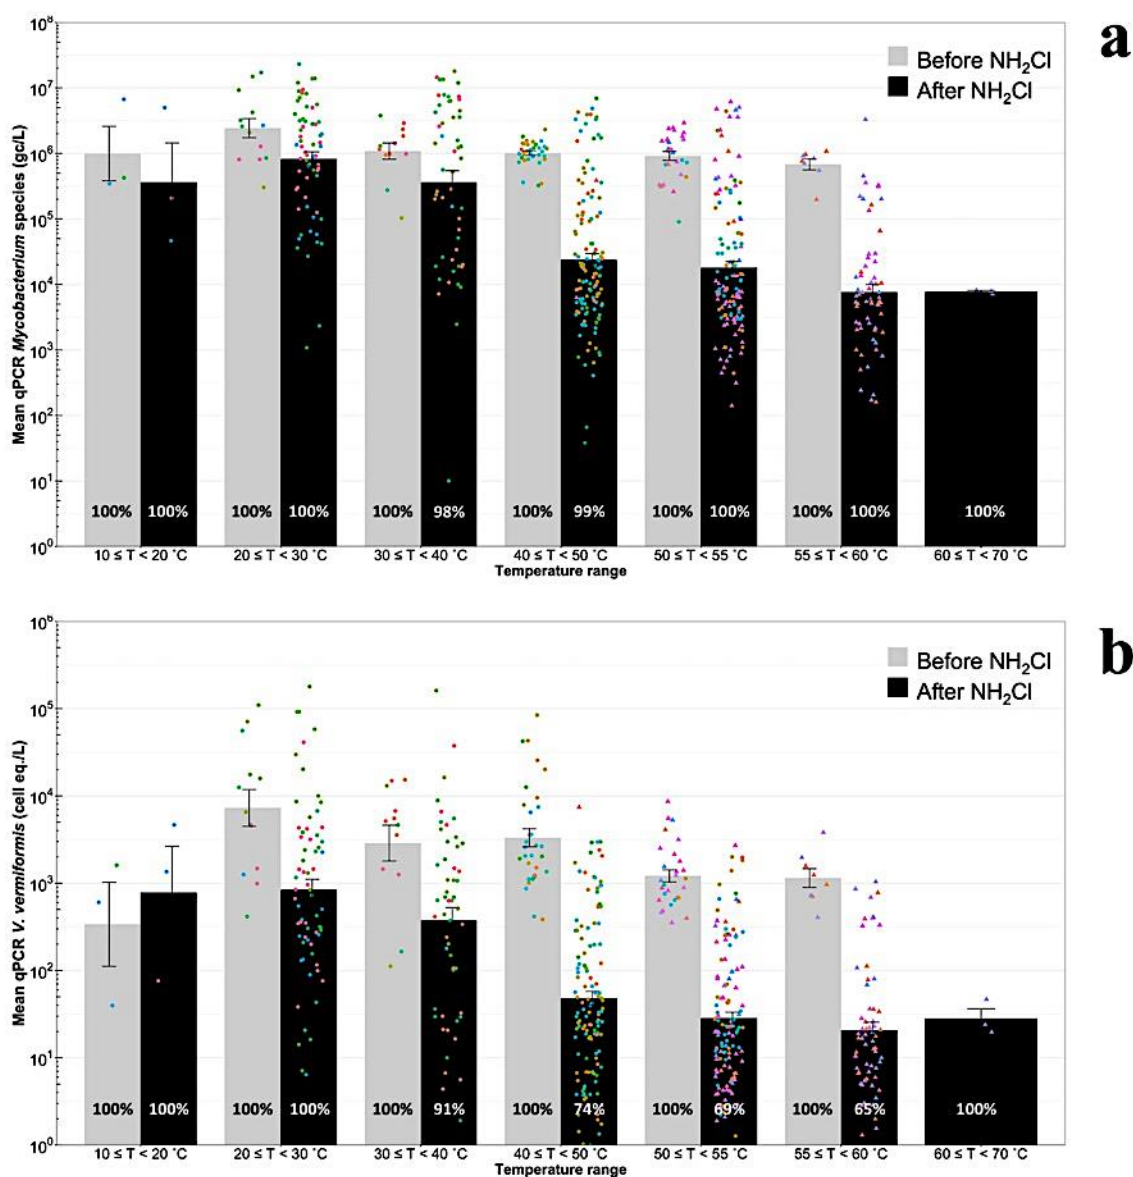 a
Before NH₂Cl
After NH₂Cl
Mean qPCR Mycobacterium species (gc/L)
10⁸
10⁷
10⁶
10⁵
10⁴
10³
10²
10¹
10⁰
100% 100% 100% 100% 100% 98% 100% 99% 100% 100% 100% 100% 100%
10 ≤ T < 20 ˚C 20 ≤ T < 30 ˚C 30 ≤ T < 40 ˚C 40 ≤ T < 50 ˚C 50 ≤ T < 55 ˚C 55 ≤ T < 60 ˚C 60 ≤ T < 70 ˚C
Temperature range
b
Before NH₂Cl
After NH₂Cl
Mean qPCR V. vermiformis (cell eq./L)
10⁶
10⁵
10⁴
10³
10²
10¹
10⁰
100% 100% 100% 100% 100% 91% 100% 74% 100% 69% 100% 65% 100%
10 ≤ T < 20 ˚C 20 ≤ T < 30 ˚C 30 ≤ T < 40 ˚C 40 ≤ T < 50 ˚C 50 ≤ T < 55 ˚C 55 ≤ T < 60 ˚C 60 ≤ T < 70 ˚C
Temperature range